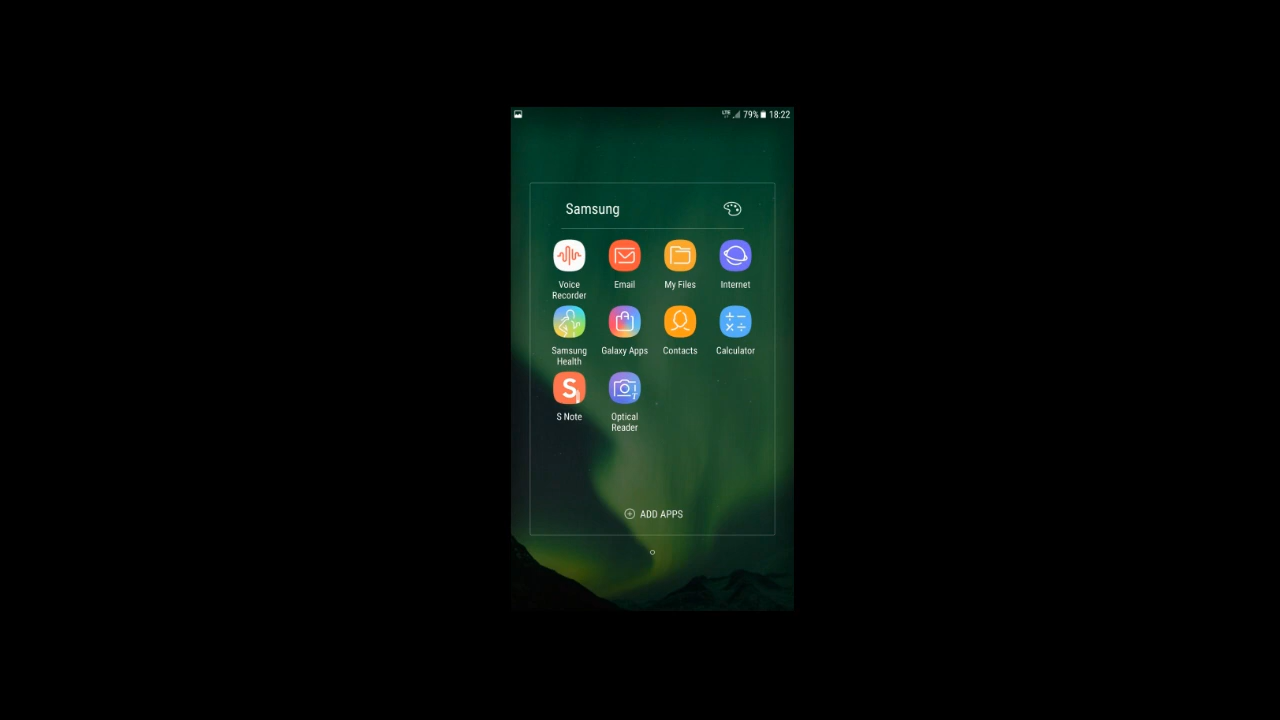 LTE 79% 18:22
Samsung
Voice Recorder
Email
My Files
Internet
Samsung Health
Galaxy Apps
Contacts
Calculator
S Note
Optical Reader
ADD APPS